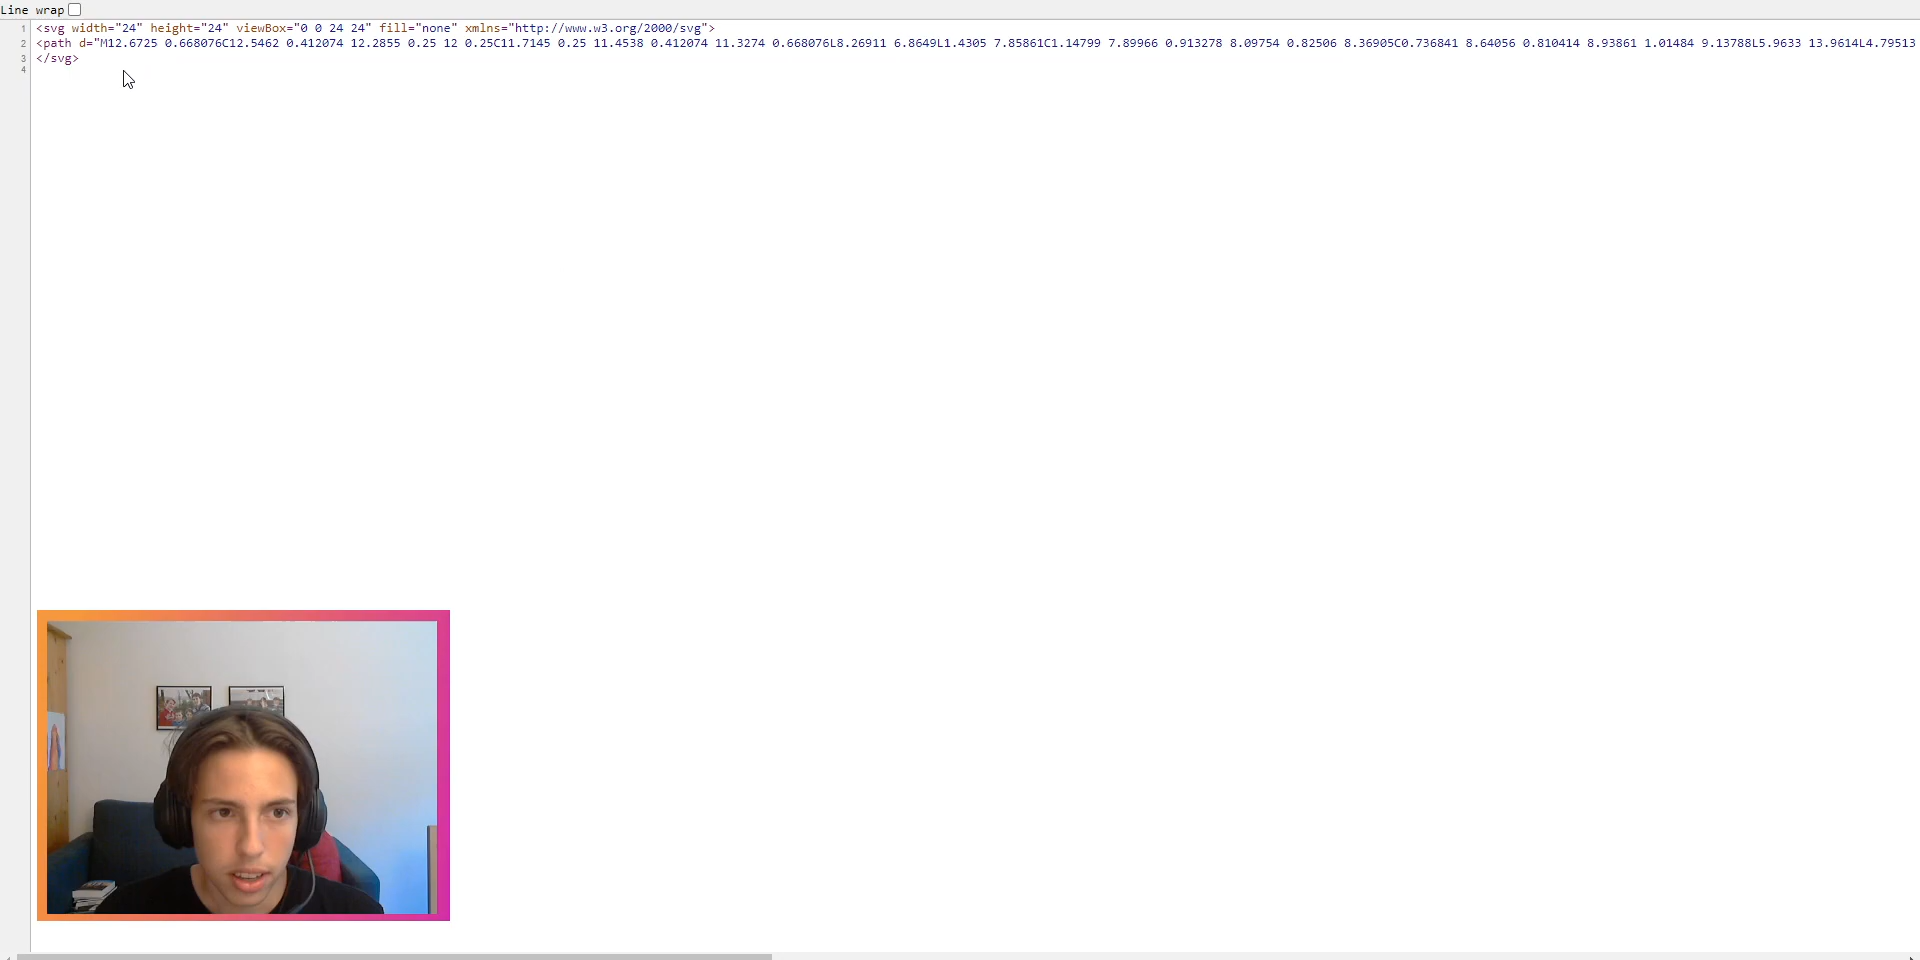 Line wrap
1 <svg width="24" height="24" viewBox="0 0 24 24" fill="none" xmlns="http://www.w3.org/2000/svg">
2 <path d="M12.6725 0.668076C12.5462 0.412074 12.2855 0.25 12 0.25C11.7145 0.25 11.4538 0.412074 11.3274 0.668076L8.26911 6.8649L1.4305 7.85861C1.14799 7.89966 0.913278 8.09754 0.82506 8.36905C0.736841 8.64056 0.810414 8.93861 1.01484 9.13788L5.9633 13.9614L4.79513
3 </svg>
4